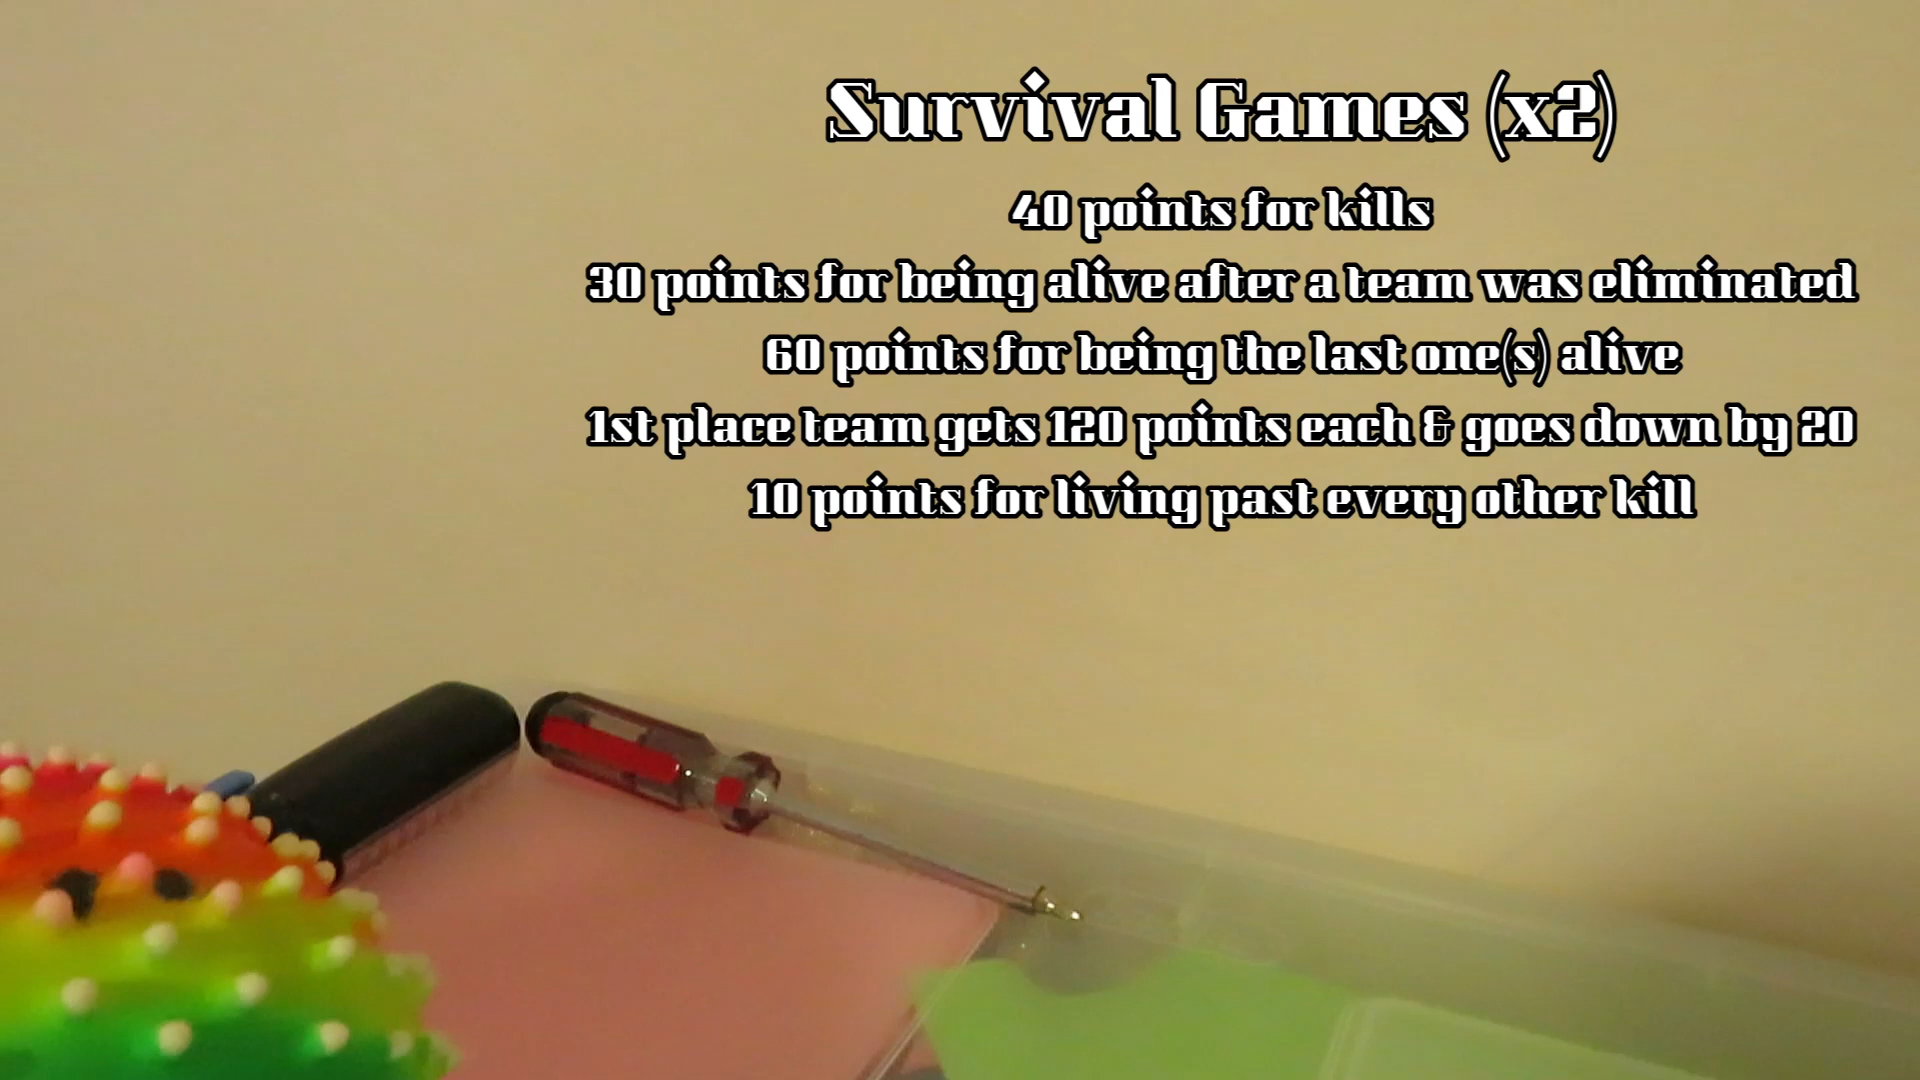 Survival Games (x2)
40 points for kills
30 points for being alive after a team was eliminated
60 points for being the last one(s) alive
1st place team gets 120 points each & goes down by 20
10 points for living past every other kill